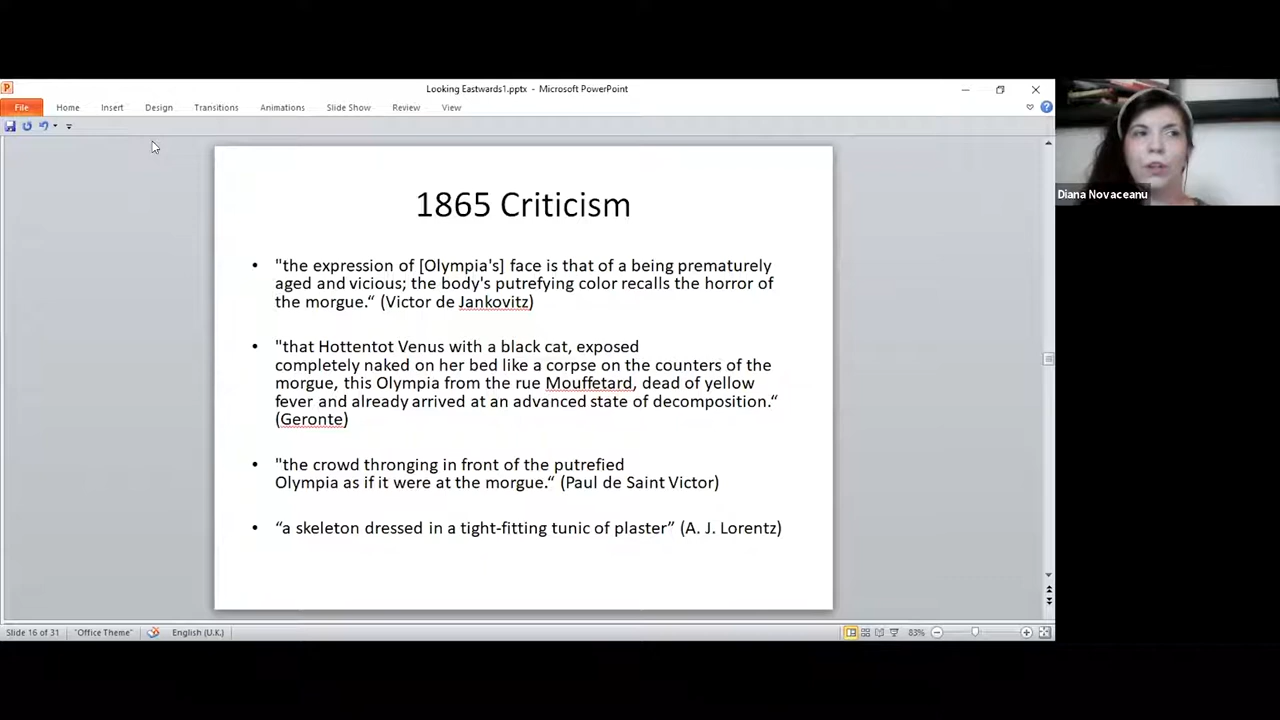 Looking Eastwards1.pptx - Microsoft PowerPoint
File Home Insert Design Transitions Animations Slide Show Review View
1865 Criticism
• "the expression of [Olympia's] face is that of a being prematurely
aged and vicious; the body's putrefying color recalls the horror of
the morgue.“ (Victor de Jankovitz)
• "that Hottentot Venus with a black cat, exposed
completely naked on her bed like a corpse on the counters of the
morgue, this Olympia from the rue Mouffetard, dead of yellow
fever and already arrived at an advanced state of decomposition.“
(Geronte)
• "the crowd thronging in front of the putrefied
Olympia as if it were at the morgue.“ (Paul de Saint Victor)
• “a skeleton dressed in a tight-fitting tunic of plaster” (A. J. Lorentz)
Diana Novaceanu
Slide 16 of 31 "Office Theme" English (U.K.) 83%